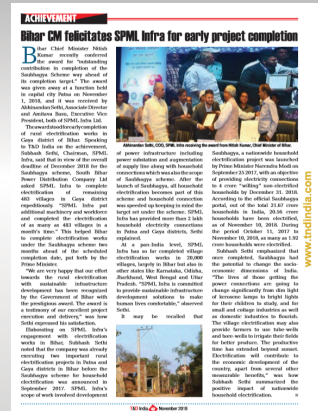 ACHIEVEMENT
Bihar CM felicitates SPML Infra for early project completion
Bihar Chief Minister Nitish
Kumar recently conferred
the award for "outstanding
contribution in completion of the
Saubhagya Scheme way ahead of
its completion target." The award
was given away at a function held
in capital city Patna on November
1, 2018, and it was received by
Abhinandan Sethi, Associate Director
and Amitava Basu, Executive Vice
President, both of SPML Infra Ltd.
The award is used for early completion
of rural electrification works in
Gaya district of Bihar. Speaking
to T&D India on the achievement,
Subhash Sethi, Chairman, SPML
Infra, said that in view of the overall
deadline of December 2018 for the
Saubhagya scheme, South Bihar
Power Distribution Company Ltd
asked SPML Infra to complete
electrification of remaining
483 villages in Gaya district
expeditiously. "SPML Infra put
additional machinery and workforce
and completed the electrification
of as many as 483 villages in a
month's time." This helped Bihar
to complete electrification works
under the Saubhagya scheme two
months ahead of the scheduled
completion date, put forth by the
Prime Minister.
"We are very happy that our effort
towards the rural electrification
with sustainable infrastructure
development has been recognized
by the Government of Bihar with
the prestigious award. The award is
a testimony of our excellent project
execution and delivery," was how
Sethi expressed his satisfaction.
Elaborating on SPML Infra's
engagement with electrification
works in Bihar, Subhash Sethi
noted that the company was already
executing two important rural
electrification projects in Patna and
Gaya districts in Bihar before the
Saubhagya scheme for household
electrification was announced in
September 2017. SPML Infra's
scope of work involved development
Abhinandan Sethi, COO, SPML Infra receiving the award from Nitish Kumar, Chief Minister of Bihar.
of power infrastructure including
power substation and augmentation
of supply line along with household
connections which was also the scope
of Saubhagya scheme. After the
launch of Saubhagya, all household
electrification becomes part of this
scheme and household connection
was speeded up keeping in mind the
target set under the scheme. SPML
Infra has provided more than 2 lakh
household electricity connections
in Patna and Gaya districts, Sethi
explained.
At a pan-India level, SPML
Infra has so far completed village
electrification works in 20,000
villages, largely in Bihar but also in
other states like Karnataka, Odisha,
Jharkhand, West Bengal and Uttar
Pradesh. "SPML Infra is committed
to provide sustainable infrastructure
development solutions to make
human lives comfortable," observed
Sethi.
It may be recalled that
Saubhagya, a nationwide household
electrification project was launched
by Prime Minister Narendra Modi on
September 25 2017, with an objective
of providing electricity connections
to 4 crore "willing" non-electrified
households by December 31, 2018.
According to the official Saubhagya
portal, out of the total 21.67 crore
households in India, 20.56 crore
households have been electrified,
as of November 10, 2018. During
the period October 11, 2017 to
November 10, 2018, as many as 1.92
crore households were electrified.
Subhash Sethi emphasized that
once completed, Saubhagya had
the potential to change the socio-
economic dimensions of India.
"The lives of those getting the
power connections are going to
change significantly from dim light
of kerosene lamps to bright lights
for their children to study, and for
small and cottage industries as well
as domestic industries to flourish.
The village electricity may also
provide farmers to use tube-wells
and bore-wells to irrigate their fields
for better produce. The productive
time has extended beyond sunset.
Electrification will contribute to
the economic development of the
country, apart from several other
measurable benefits," was how
Subhash Sethi summarized the
positive impact of nationwide
household electrification.
www.tndindia.com
T&D India
November 2018